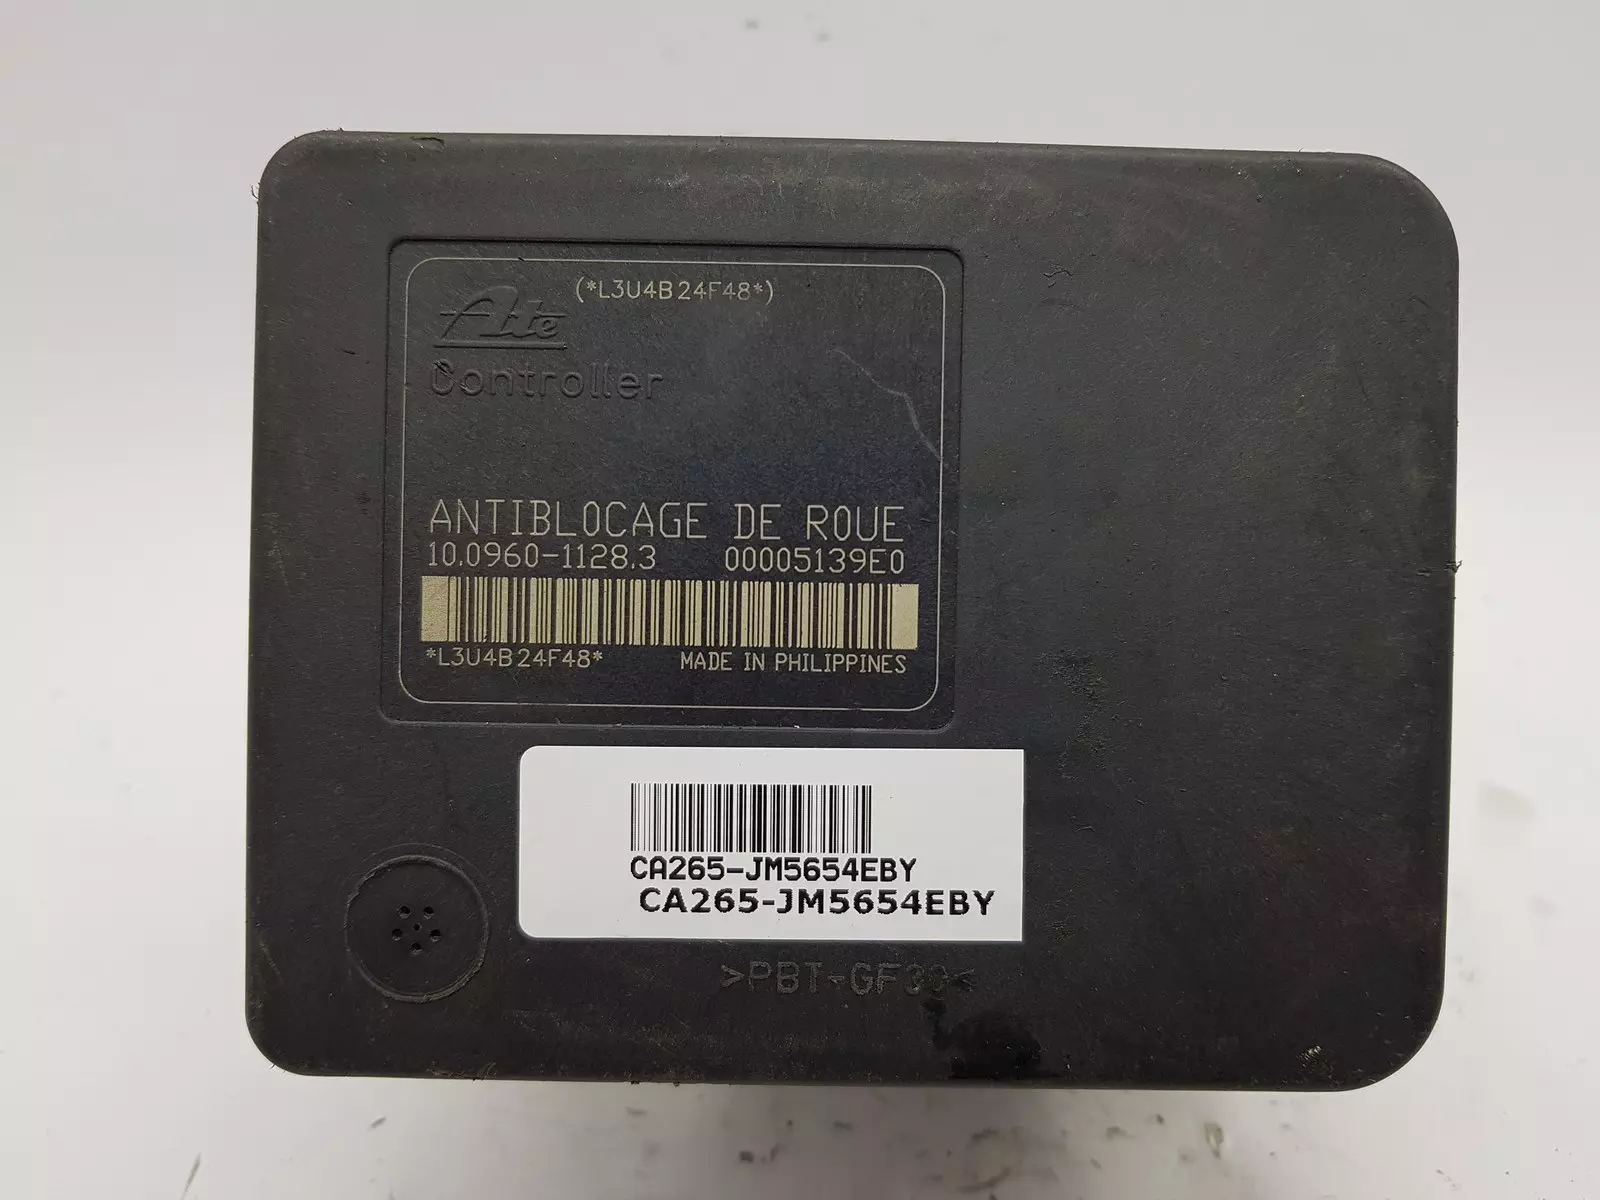 (*L3U4B24F48*)
Ate
Controller
ANTIBLOCAGE DE ROUE
10.0960-1128.3 00005139E0
*L3U4B24F48* MADE IN PHILIPPINES
CA265-JM5654EBY
CA265-JM5654EBY
>PBT-GF30<